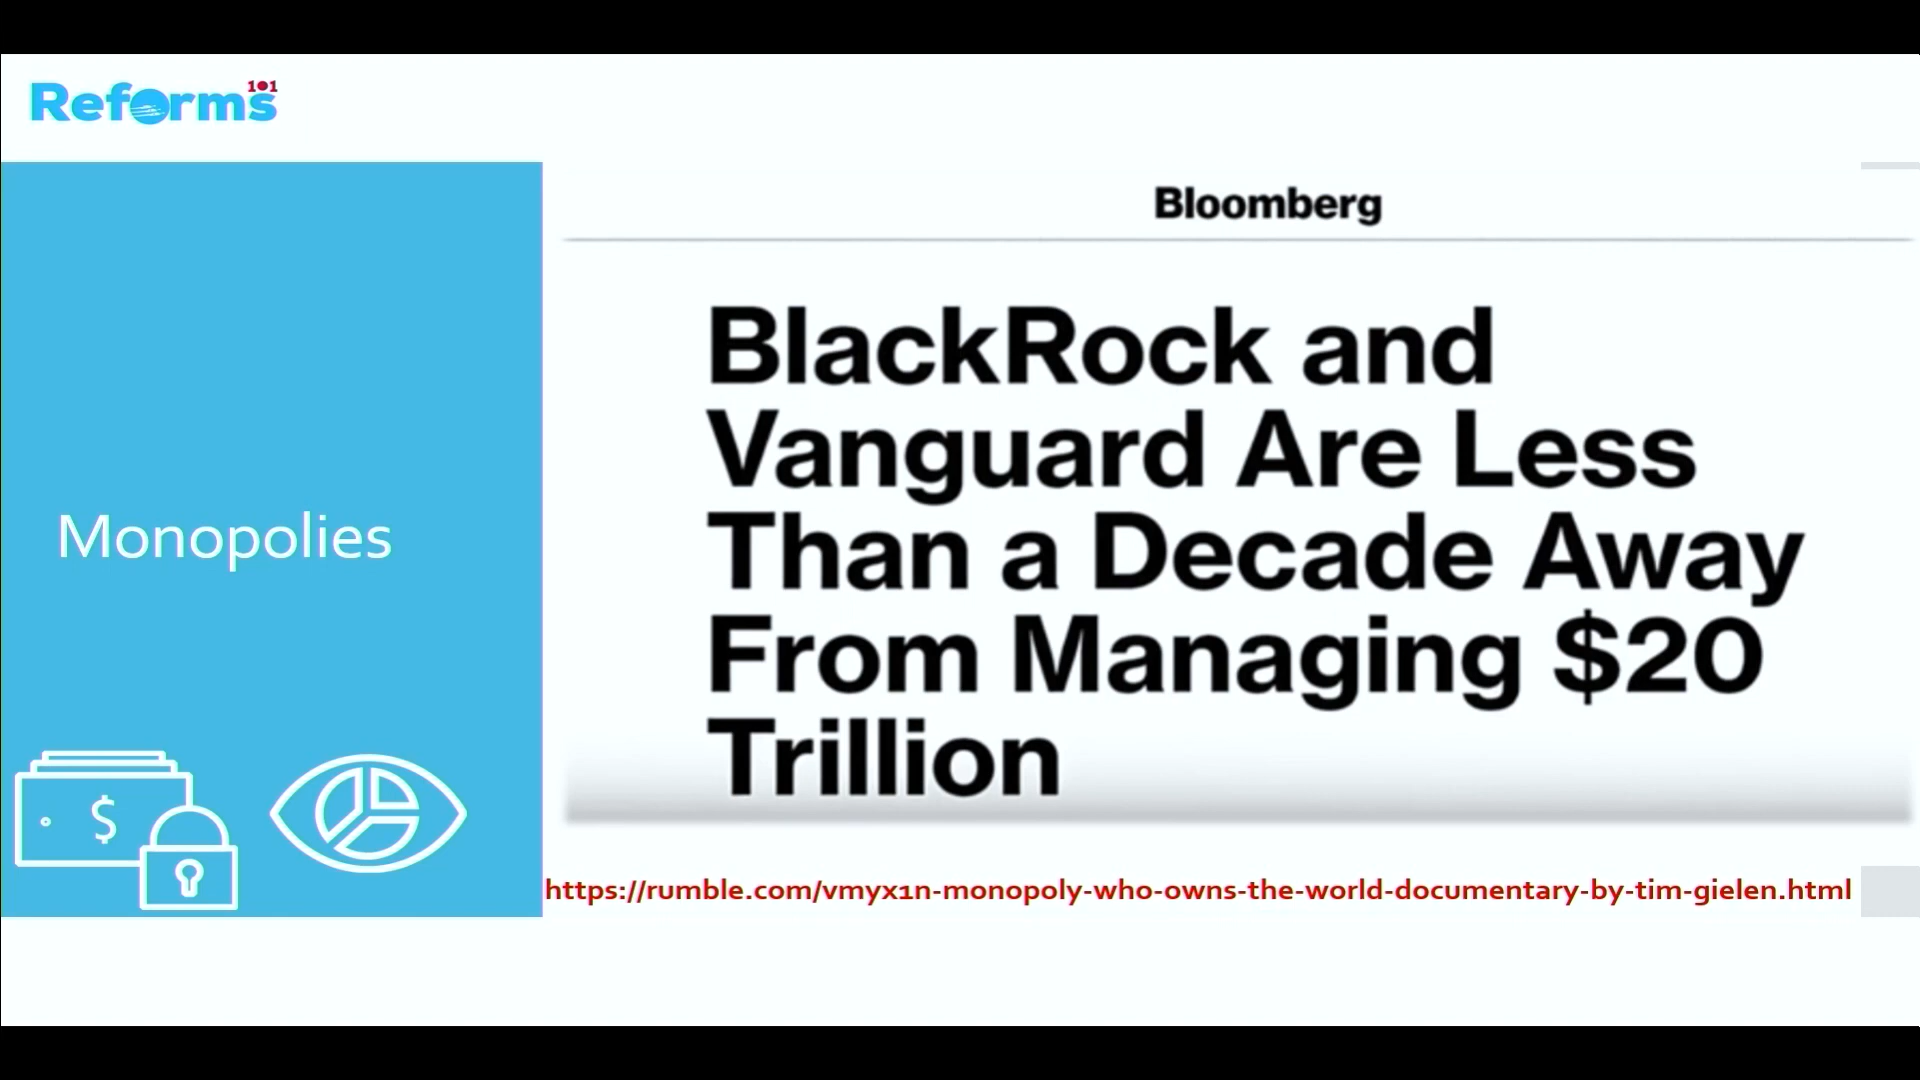 Reforms 101
Monopolies
$
Bloomberg
BlackRock and
Vanguard Are Less
Than a Decade Away
From Managing $20
Trillion
https://rumble.com/vmyx1n-monopoly-who-owns-the-world-documentary-by-tim-gielen.html